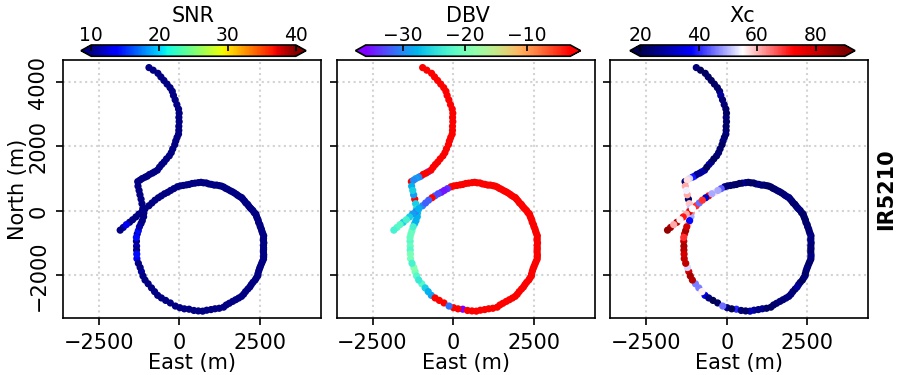 SNR DBV Xc
10 20 30 40 −30 −20 −10 20 40 60 80
4000
2000
0
−2000
North (m)
IR5210
−2500 0 2500 −2500 0 2500 −2500 0 2500
East (m) East (m) East (m)